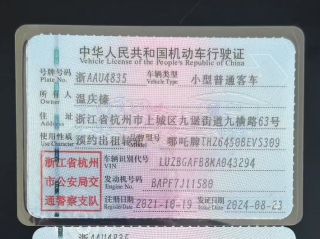 中华人民共和国机动车行驶证
Vehicle License of the People's Republic of China
号牌号码 浙AAU4835 车辆类型 小型普通客车
Plate No. Vehicle Type
所有人 温庆榛
Owner
住址 浙江省杭州市上城区九堡街道九横路63号
Address
使用性质 预约出租转 品牌型号 哪吒牌THZ6450BEVS309
Use Character
浙江省杭州市公安局交通警察支队
车辆识别代号 LUZBGAFB8KA043294
VIN
发动机号码 BAPF7J11580
Engine No.
注册日期 2021-10-19 发证日期 2024-08-23
Register Date Issue Date